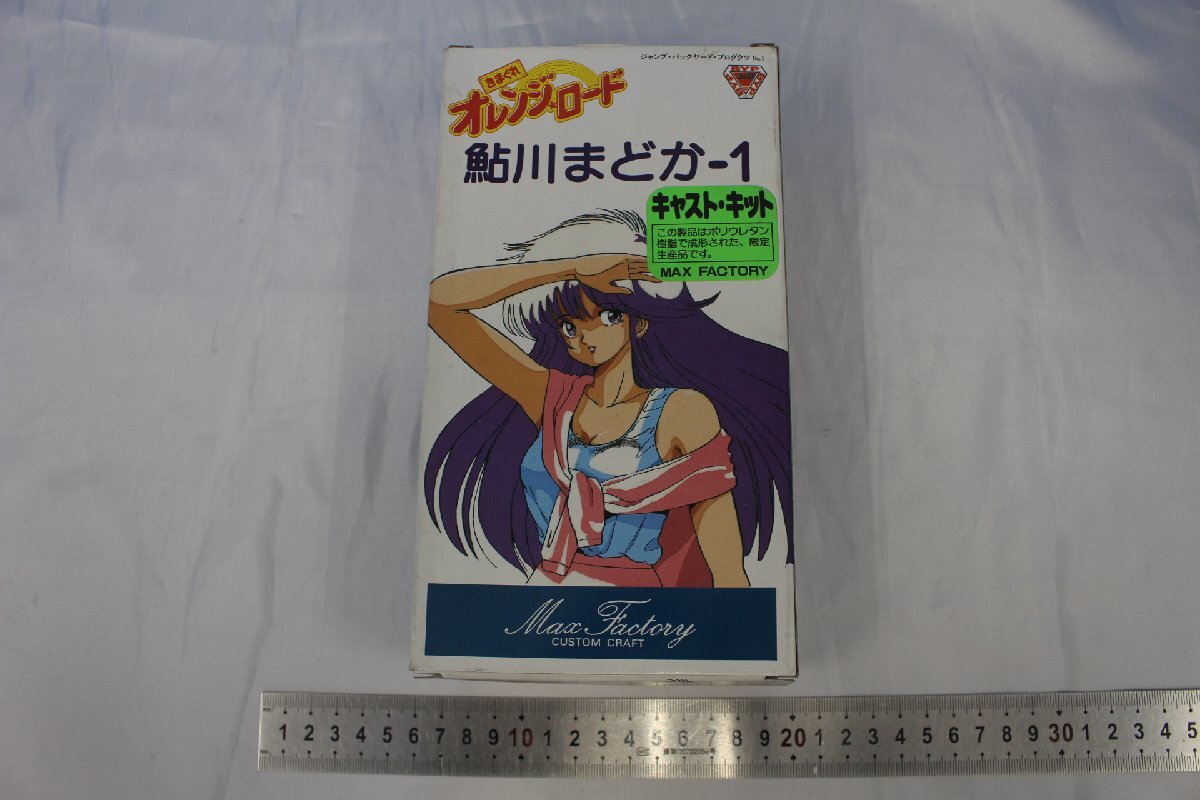 ジャンプ・バックヤード・プロダクツ No.1
きまぐれ
オレンジ★ロード
鮎川まどか-1
キャスト・キット
この製品はポリウレタン
樹脂で成形された、限定
生産品です。
MAX FACTORY
Max Factory
CUSTOM CRAFT
1 2 3 4 5 6 7 8 9 10 1 2 3 4 5 6 7 8 9 20 1 2 3 4 5 6 7 8 9 30 1 2 3 4 5